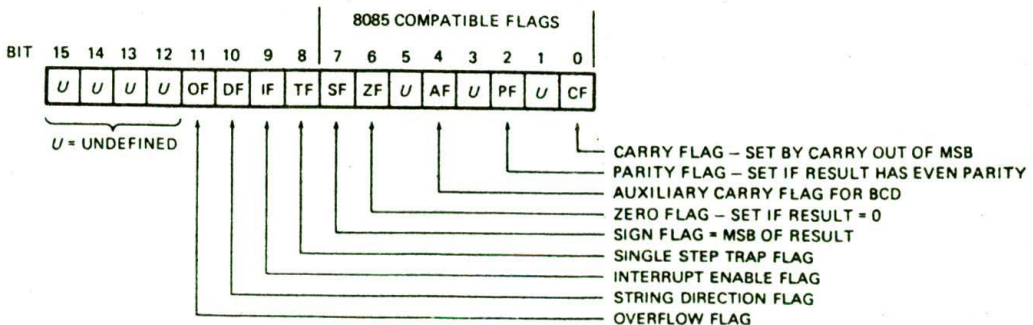 8085 COMPATIBLE FLAGS
BIT 15 14 13 12 11 10 9 8 7 6 5 4 3 2 1 0
U U U U OF DF IF TF SF ZF U AF U PF U CF
U = UNDEFINED
CARRY FLAG – SET BY CARRY OUT OF MSB
PARITY FLAG – SET IF RESULT HAS EVEN PARITY
AUXILIARY CARRY FLAG FOR BCD
ZERO FLAG – SET IF RESULT = 0
SIGN FLAG = MSB OF RESULT
SINGLE STEP TRAP FLAG
INTERRUPT ENABLE FLAG
STRING DIRECTION FLAG
OVERFLOW FLAG